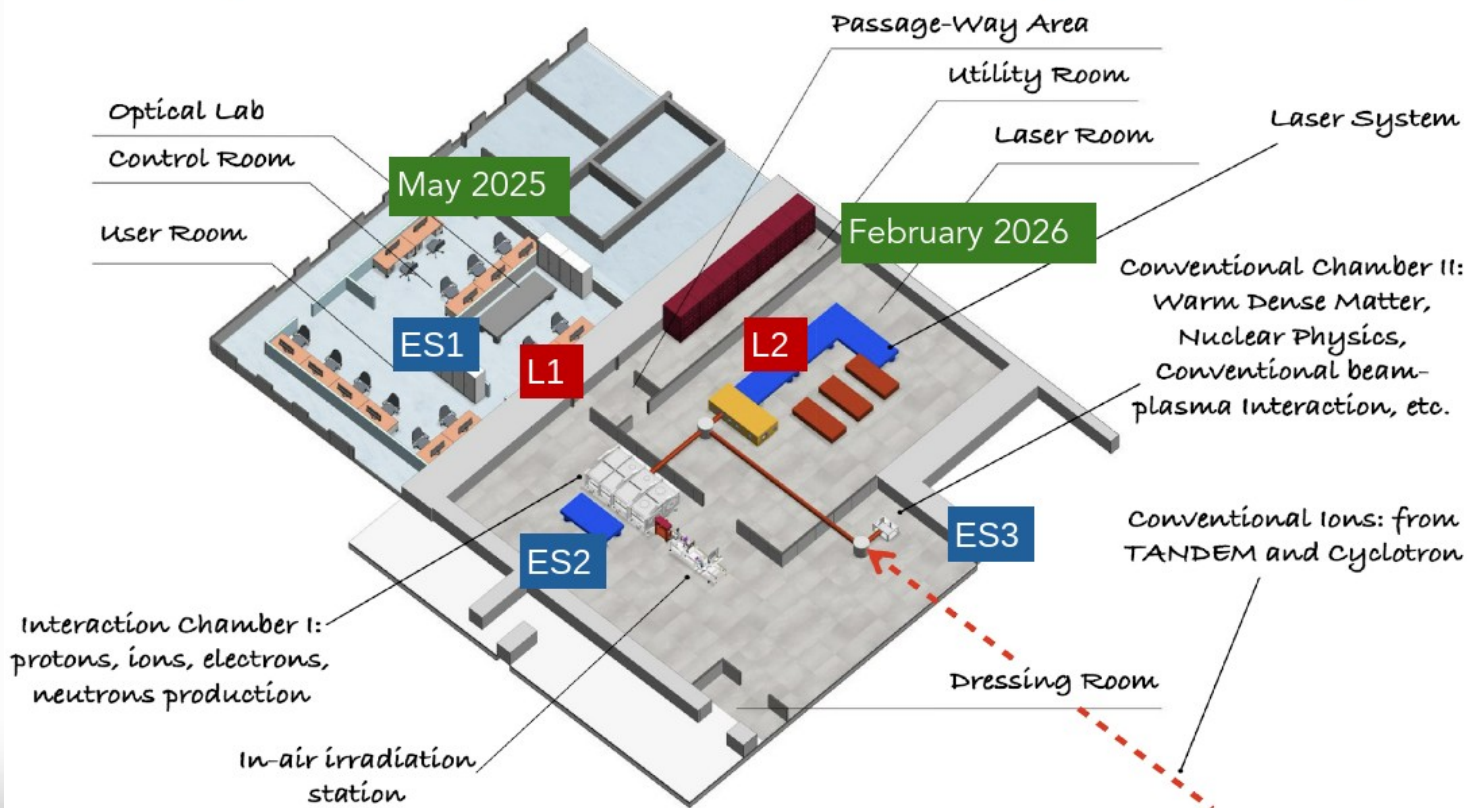 Passage-Way Area
Utility Room
Laser Room
Laser System
Optical Lab
Control Room
User Room
May 2025
February 2026
ES1
L1
L2
Conventional Chamber II:
Warm Dense Matter,
Nuclear Physics,
Conventional beam-
plasma Interaction, etc.
ES2
ES3
Conventional Ions: from
TANDEM and Cyclotron
Interaction Chamber I:
protons, ions, electrons,
neutrons production
Dressing Room
In-air irradiation
station